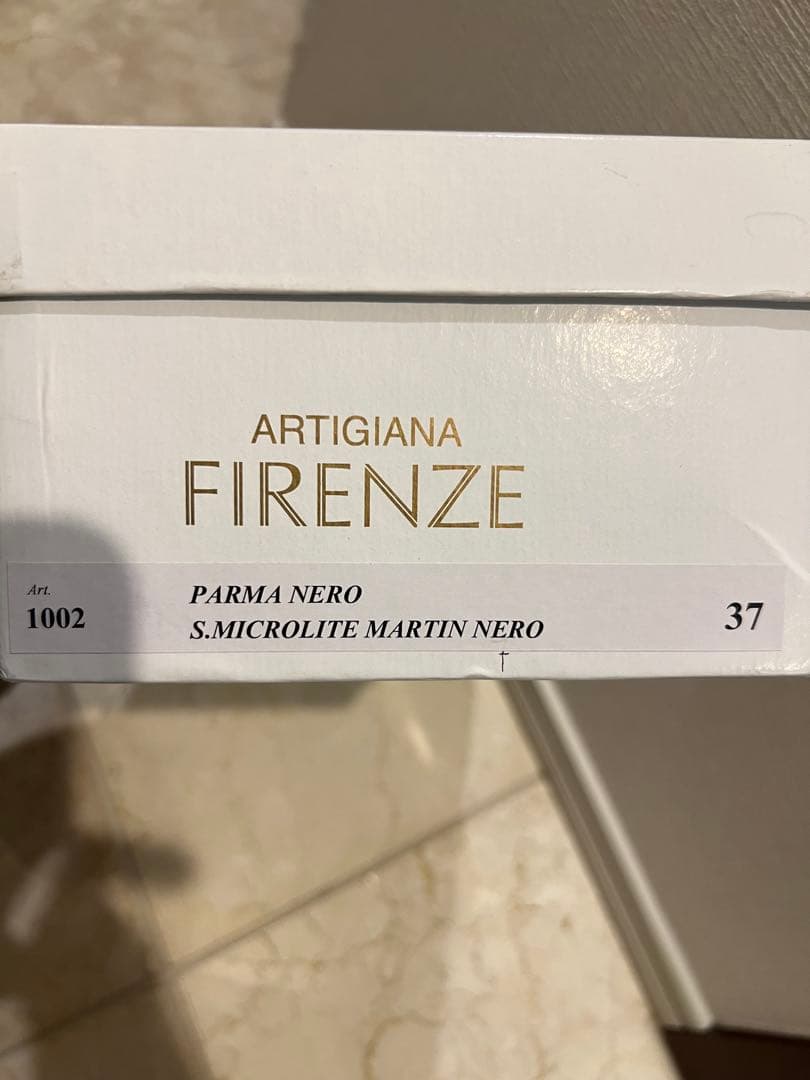 ARTIGIANA
FIRENZE
Art.
1002
PARMA NERO
S.MICROLITE MARTIN NERO
37